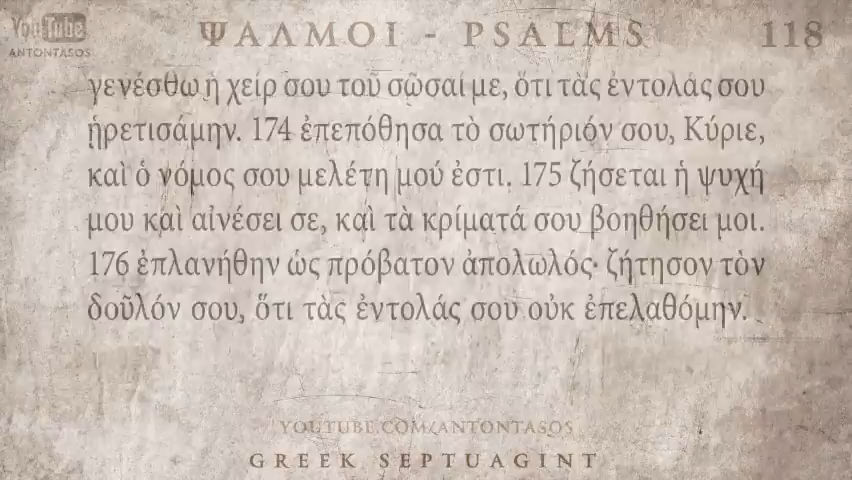 YouTube
ANTONTASOS
ΨΑΛΜΟΙ - PSALMS 118
γενέσθω ἡ χείρ σου τοῦ σῶσαί με, ὅτι τὰς ἐντολάς σου
ᾑρετισάμην. 174 ἐπεπόθησα τὸ σωτήριόν σου, Κύριε,
καὶ ὁ νόμος σου μελέτη μού ἐστι. 175 ζήσεται ἡ ψυχή
μου καὶ αἰνέσει σε, καὶ τὰ κρίματά σου βοηθήσει μοι.
176 ἐπλανήθην ὡς πρόβατον ἀπολωλός· ζήτησον τὸν
δοῦλόν σου, ὅτι τὰς ἐντολάς σου οὐκ ἐπελαθόμην.
YOUTUBE.COM/ANTONTASOS
GREEK SEPTUAGINT